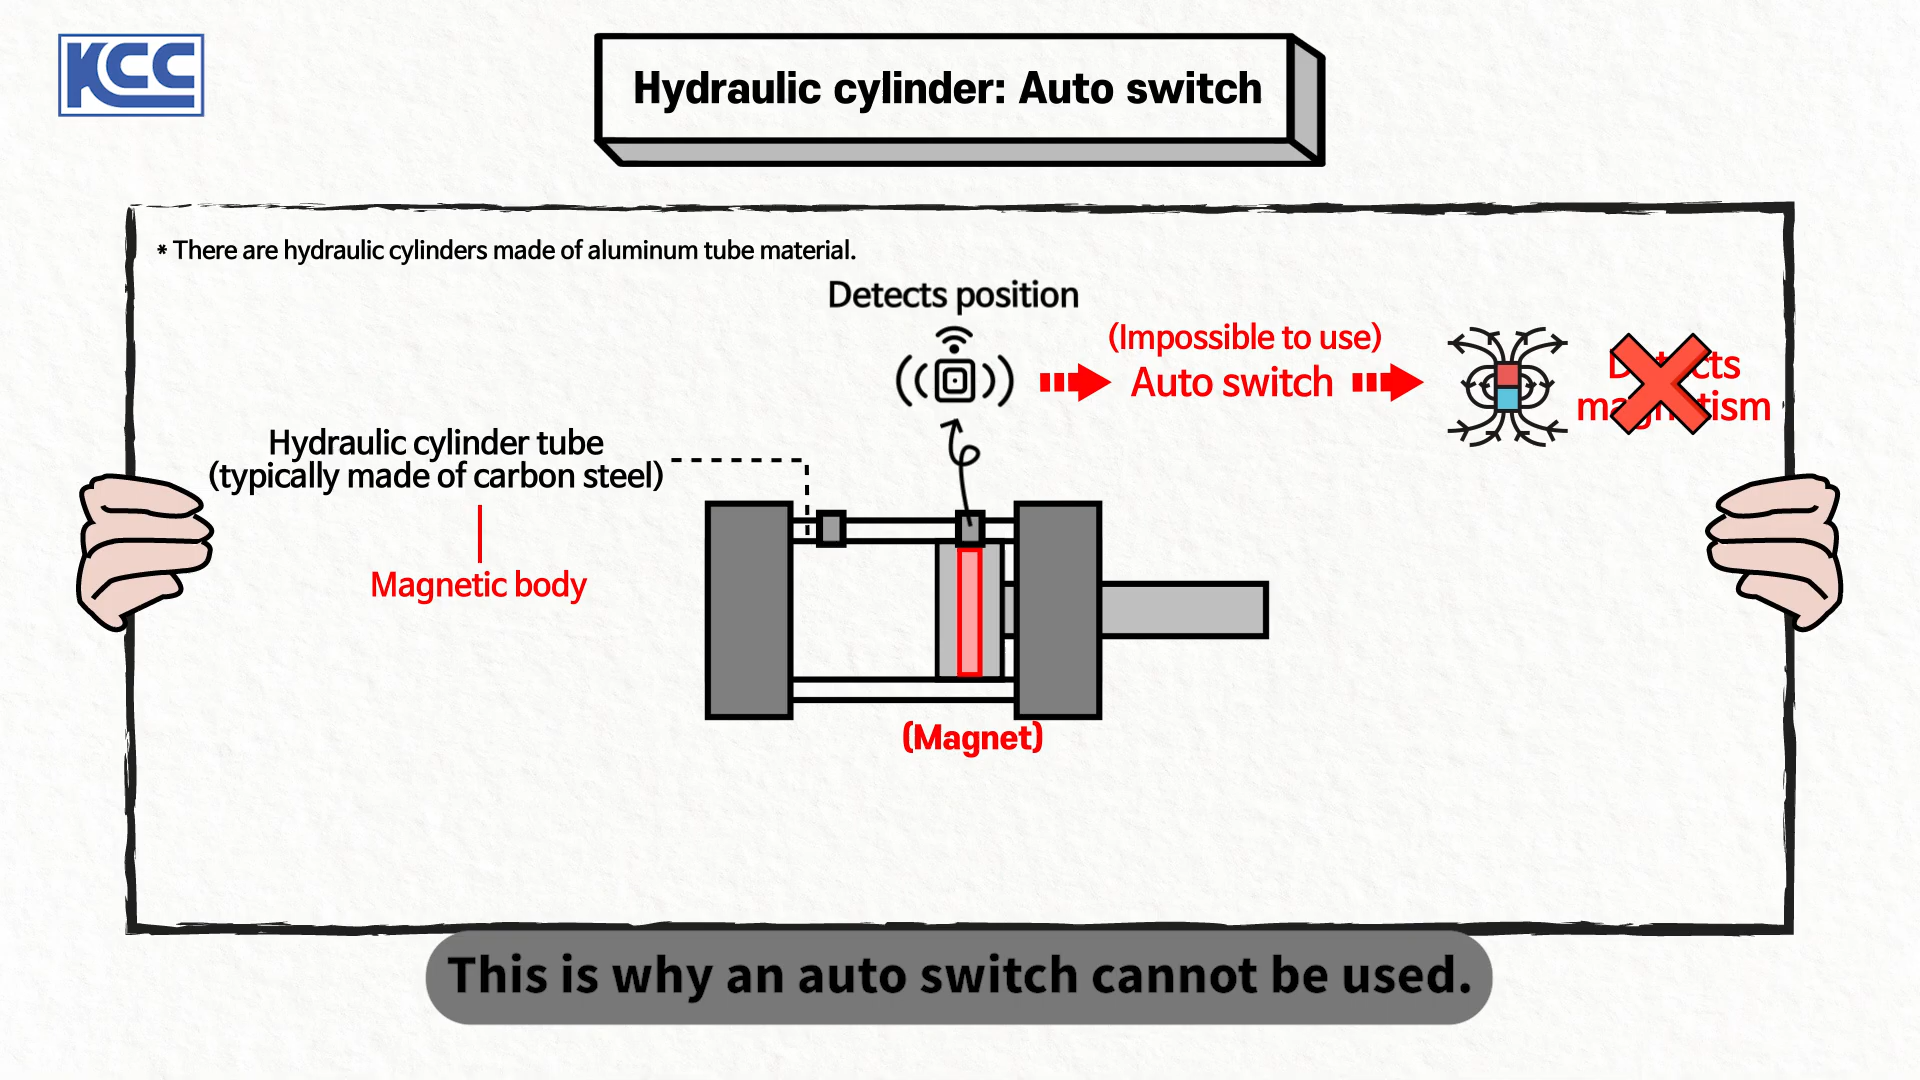 KCC
Hydraulic cylinder: Auto switch
* There are hydraulic cylinders made of aluminum tube material.
Detects position
(Impossible to use)
Auto switch
Detects
magnetism
Hydraulic cylinder tube
(typically made of carbon steel)
Magnetic body
(Magnet)
This is why an auto switch cannot be used.